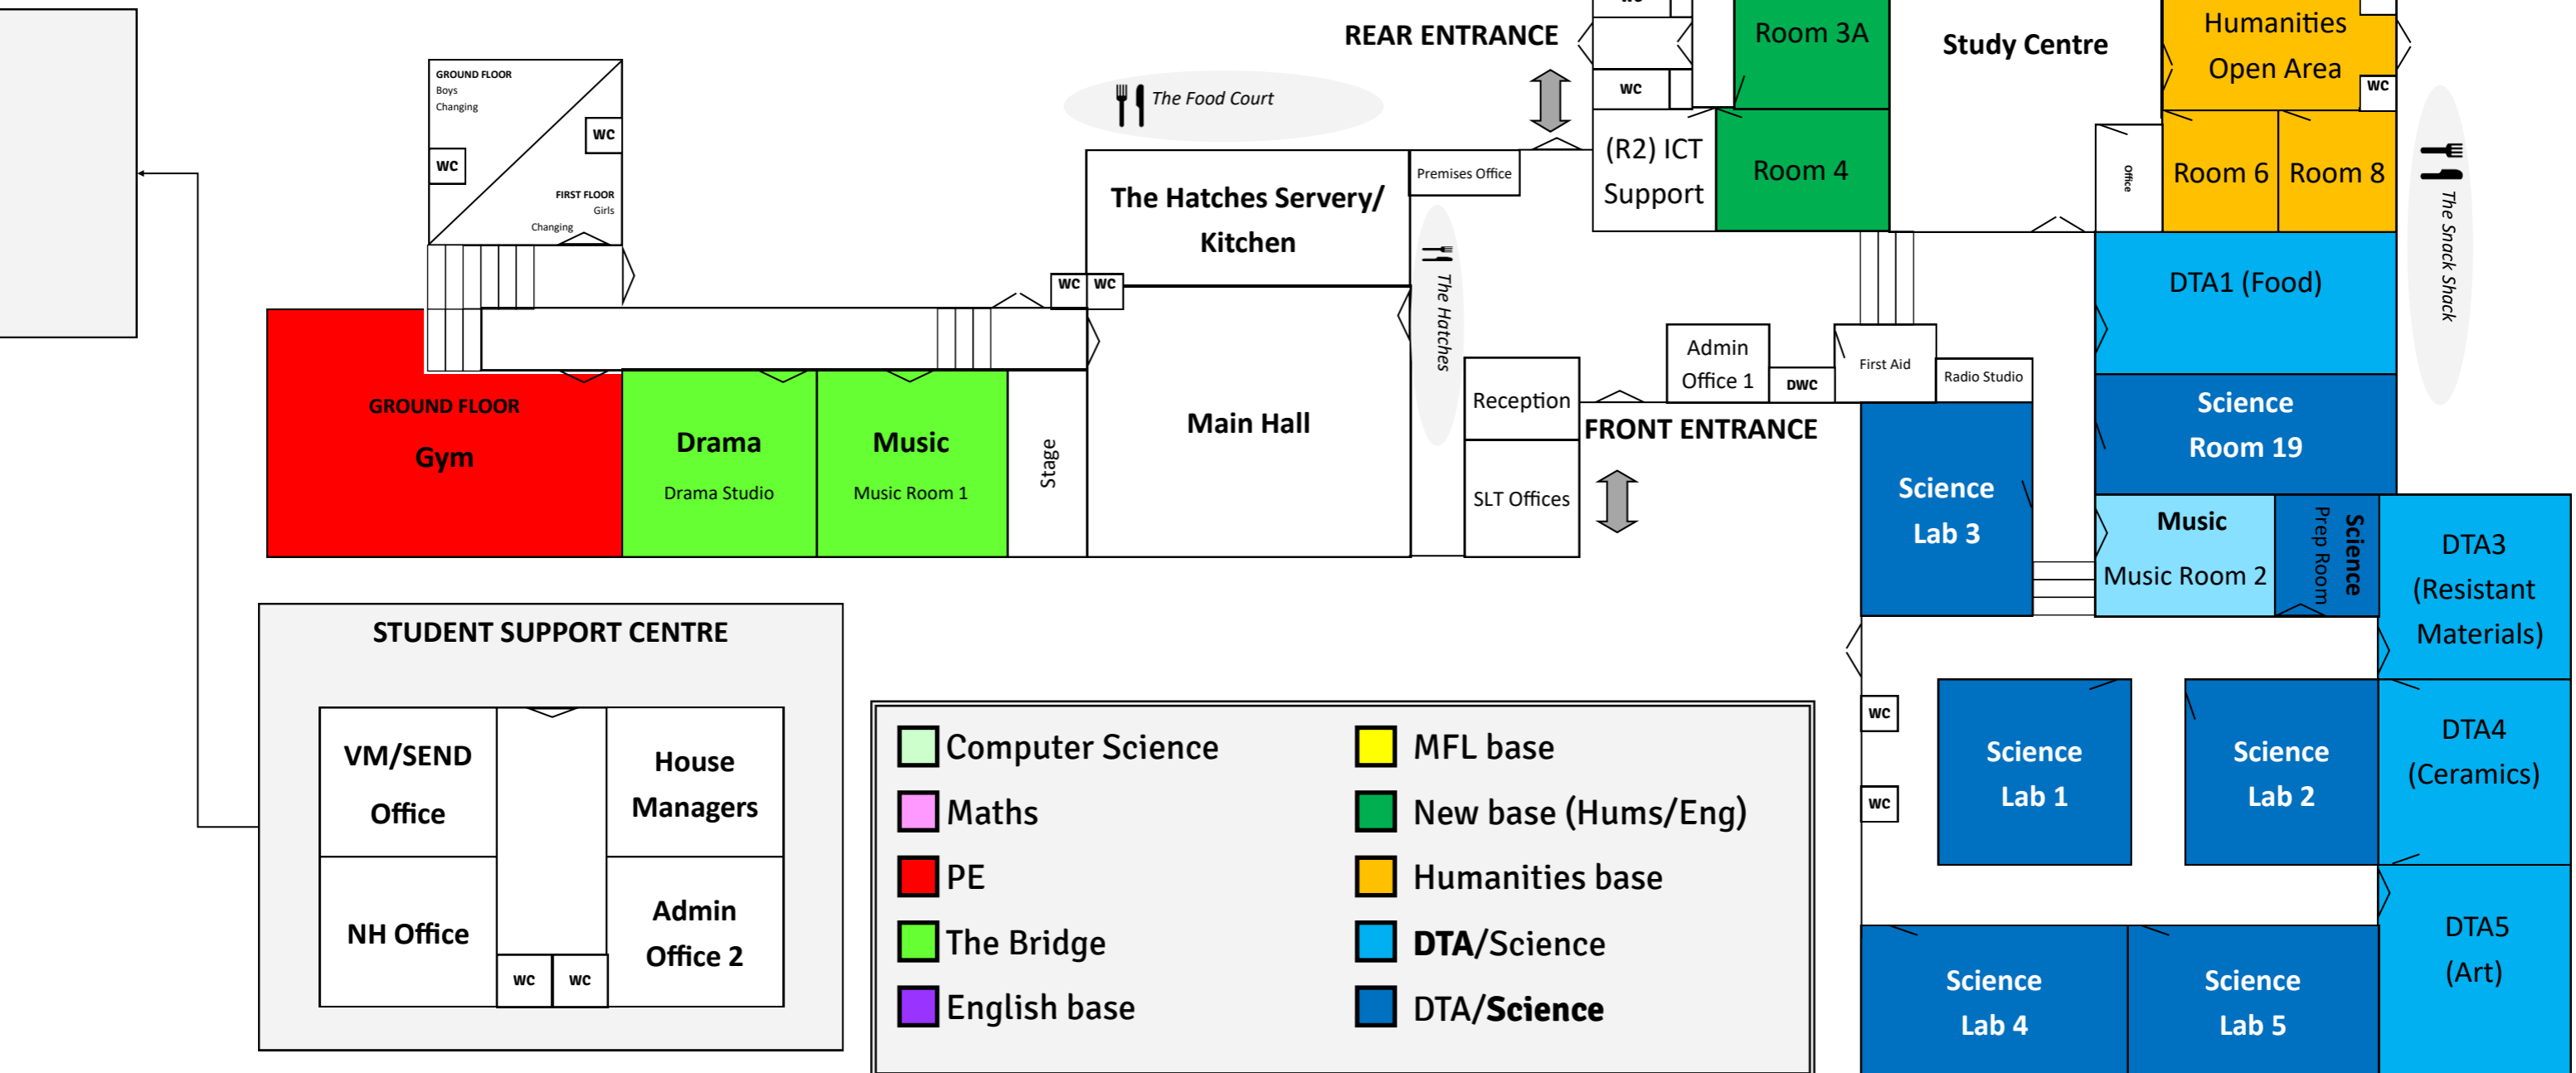 WC
REAR ENTRANCE
Room 3A
Study Centre
Humanities
Open Area
WC
GROUND FLOOR
Boys
Changing
WC
WC
FIRST FLOOR
Girls
Changing
The Food Court
WC
(R2) ICT
Support
Room 4
Office
Room 6
Room 8
The Snack Shack
The Hatches Servery/
Kitchen
Premises Office
WC
WC
The Hatches
DTA1 (Food)
Admin
Office 1
DWC
First Aid
Radio Studio
Reception
FRONT ENTRANCE
SLT Offices
GROUND FLOOR
Gym
Drama
Drama Studio
Music
Music Room 1
Stage
Main Hall
Science
Room 19
Science
Lab 3
Music
Music Room 2
Science
Prep Room
DTA3
(Resistant
Materials)
STUDENT SUPPORT CENTRE
VM/SEND
Office
House
Managers
NH Office
Admin
Office 2
WC
WC
Computer Science
Maths
PE
The Bridge
English base
MFL base
New base (Hums/Eng)
Humanities base
DTA/Science
DTA/Science
WC
WC
Science
Lab 1
Science
Lab 2
DTA4
(Ceramics)
DTA5
(Art)
Science
Lab 4
Science
Lab 5